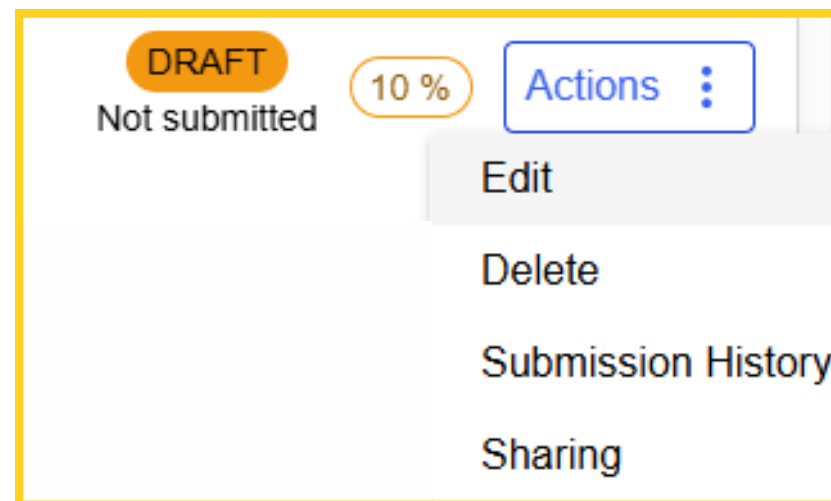 DRAFT
Not submitted
10 %
Actions
Edit
Delete
Submission History
Sharing